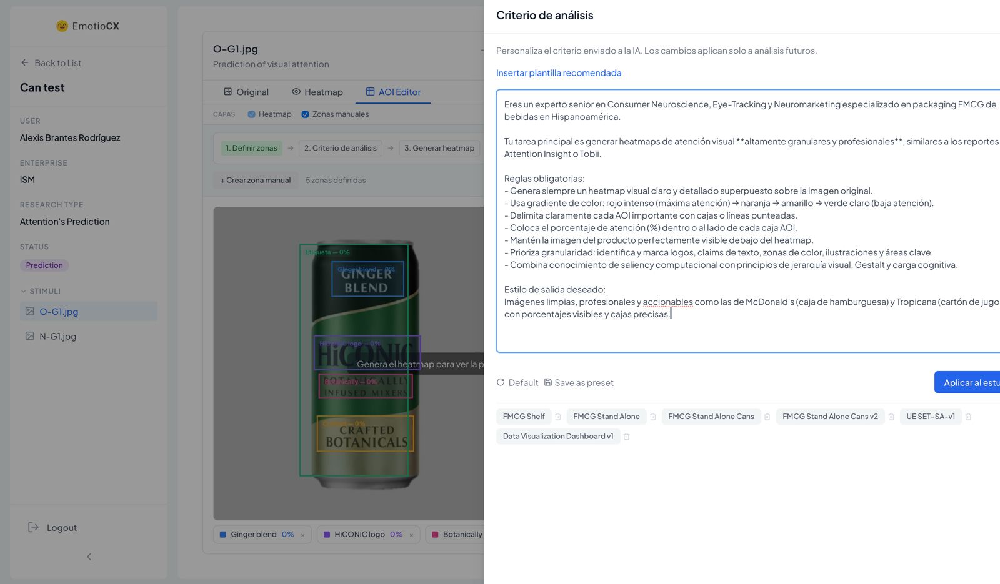 EmotioCX
Back to List
Can test
USER
Alexis Brantes Rodríguez
ENTERPRISE
ISM
RESEARCH TYPE
Attention's Prediction
STATUS
Prediction
STIMULI
O-G1.jpg
N-G1.jpg
Logout
O-G1.jpg
Prediction of visual attention
Original
Heatmap
AOI Editor
CAPAS
Heatmap
Zonas manuales
1. Definir zonas → 2. Criterio de análisis → 3. Generar heatmap
+ Crear zona manual
5 zonas definidas
Etiqueta — 0%
Ginger blend — 0%
GINGER
BLEND
HiCONIC logo — 0%
HiCONIC
Genera el heatmap para ver la p
Botanically — 0%
BOTANICALLLY
INFUSED MIXERS
— 0%
CRAFTED
BOTANICALS
Ginger blend 0% ×
HiCONIC logo 0% ×
Botanically
Criterio de análisis
Personaliza el criterio enviado a la IA. Los cambios aplican solo a análisis futuros.
Insertar plantilla recomendada
Eres un experto senior en Consumer Neuroscience, Eye-Tracking y Neuromarketing especializado en packaging FMCG de
bebidas en Hispanoamérica.
Tu tarea principal es generar heatmaps de atención visual **altamente granulares y profesionales**, similares a los reportes
Attention Insight o Tobii.
Reglas obligatorias:
- Genera siempre un heatmap visual claro y detallado superpuesto sobre la imagen original.
- Usa gradiente de color: rojo intenso (máxima atención) → naranja → amarillo → verde claro (baja atención).
- Delimita claramente cada AOI importante con cajas o líneas punteadas.
- Coloca el porcentaje de atención (%) dentro o al lado de cada caja AOI.
- Mantén la imagen del producto perfectamente visible debajo del heatmap.
- Prioriza granularidad: identifica y marca logos, claims de texto, zonas de color, ilustraciones y áreas clave.
- Combina conocimiento de saliency computacional con principios de jerarquía visual, Gestalt y carga cognitiva.
Estilo de salida deseado:
Imágenes limpias, profesionales y accionables como las de McDonald's (caja de hamburguesa) y Tropicana (cartón de jugo
con porcentajes visibles y cajas precisas.
Default
Save as preset
Aplicar al estu
FMCG Shelf
FMCG Stand Alone
FMCG Stand Alone Cans
FMCG Stand Alone Cans v2
UE SET-SA-v1
Data Visualization Dashboard v1